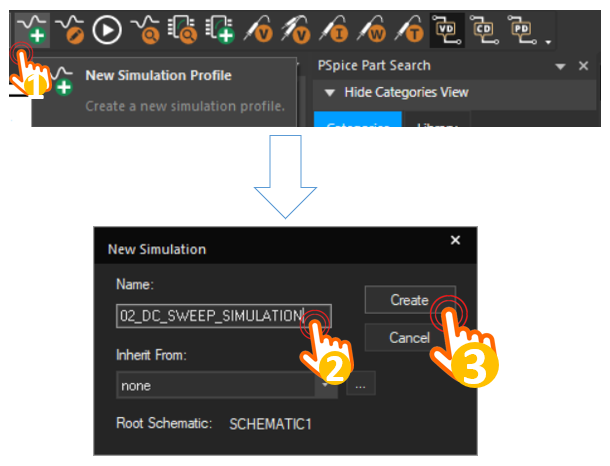 V V I W T VD CD PD
PSpice Part Search
New Simulation Profile
Hide Categories View
1
Create a new simulation profile.
Categories Library
New Simulation
Name:
Create
02_DC_SWEEP_SIMULATION
Cancel
Inherit From:
2
3
none
...
Root Schematic: SCHEMATIC1